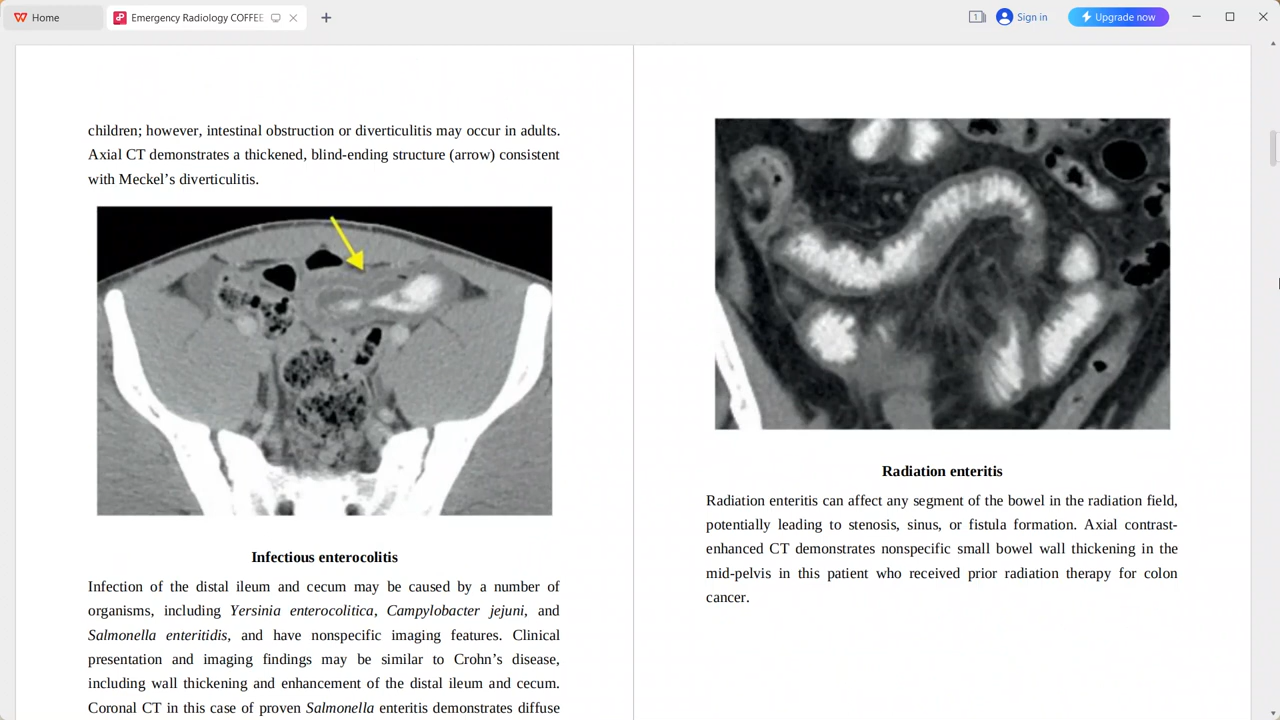 Home
Emergency Radiology COFFEE
1
Sign in
Upgrade now
children; however, intestinal obstruction or diverticulitis may occur in adults.
Axial CT demonstrates a thickened, blind-ending structure (arrow) consistent
with Meckel’s diverticulitis.
Infectious enterocolitis
Infection of the distal ileum and cecum may be caused by a number of
organisms, including Yersinia enterocolitica, Campylobacter jejuni, and
Salmonella enteritidis, and have nonspecific imaging features. Clinical
presentation and imaging findings may be similar to Crohn’s disease,
including wall thickening and enhancement of the distal ileum and cecum.
Coronal CT in this case of proven Salmonella enteritis demonstrates diffuse
Radiation enteritis
Radiation enteritis can affect any segment of the bowel in the radiation field,
potentially leading to stenosis, sinus, or fistula formation. Axial contrast-
enhanced CT demonstrates nonspecific small bowel wall thickening in the
mid-pelvis in this patient who received prior radiation therapy for colon
cancer.